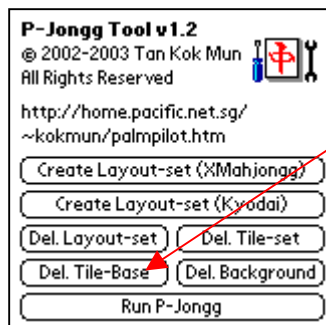 P-Jongg Tool v1.2
© 2002-2003 Tan Kok Mun
All Rights Reserved
http://home.pacific.net.sg/
~kokmun/palmpilot.htm
Create Layout-set (XMahjongg)
Create Layout-set (Kyodai)
Del. Layout-set Del. Tile-set
Del. Tile-Base Del. Background
Run P-Jongg